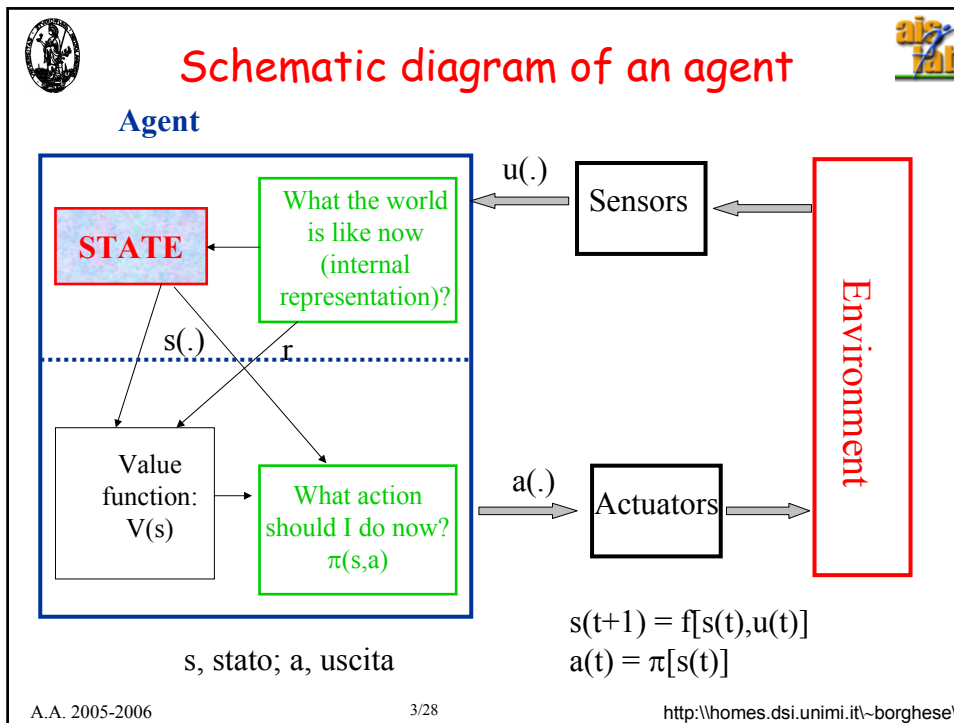 Schematic diagram of an agent
ais
lab
Agent
STATE
What the world
is like now
(internal
representation)?
u(.)
Sensors
Environment
s(.)
r
Value
function:
V(s)
What action
should I do now?
π(s,a)
a(.)
Actuators
s(t+1) = f[s(t),u(t)]
a(t) = π[s(t)]
s, stato; a, uscita
A.A. 2005-2006
3/28
http:\\homes.dsi.unimi.it\~borghese\